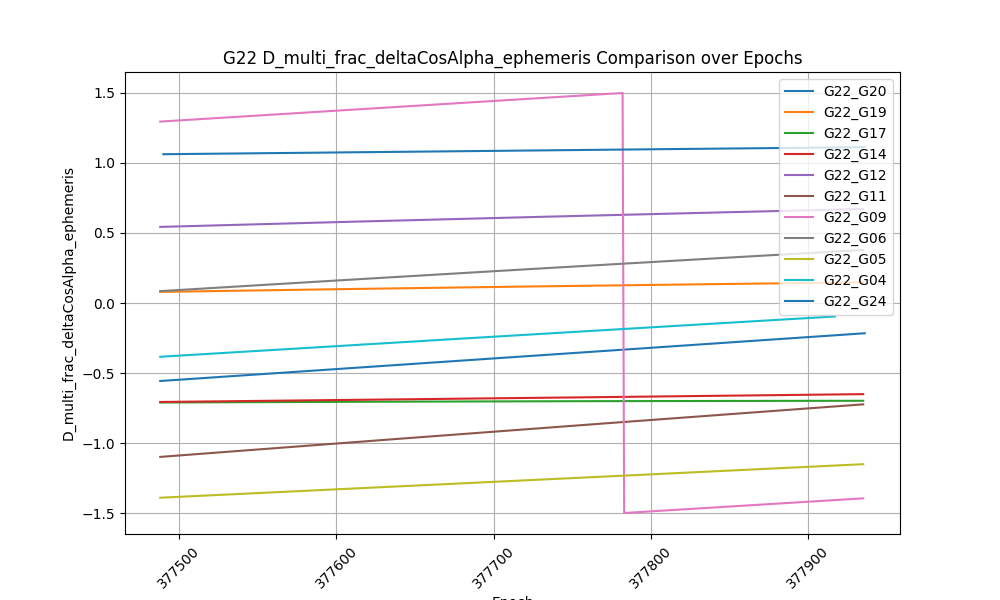 G22 D_multi_frac_deltaCosAlpha_ephemeris Comparison over Epochs
D_multi_frac_deltaCosAlpha_ephemeris
1.5
1.0
0.5
0.0
−0.5
−1.0
−1.5
G22_G20
G22_G19
G22_G17
G22_G14
G22_G12
G22_G11
G22_G09
G22_G06
G22_G05
G22_G04
G22_G24
377500
377600
377700
377800
377900
Epoch